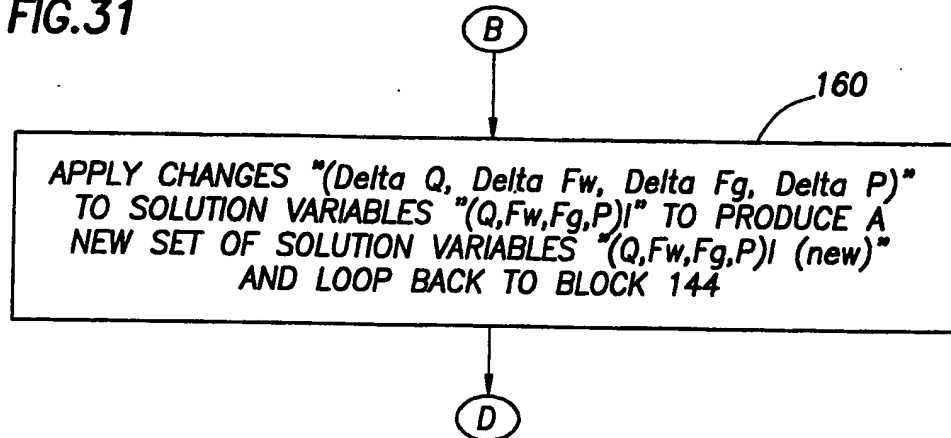 FIG.31
B
160
APPLY CHANGES "(Delta Q, Delta Fw, Delta Fg, Delta P)"
TO SOLUTION VARIABLES "(Q,Fw,Fg,P)I" TO PRODUCE A
NEW SET OF SOLUTION VARIABLES "(Q,Fw,Fg,P)I (new)"
AND LOOP BACK TO BLOCK 144
D